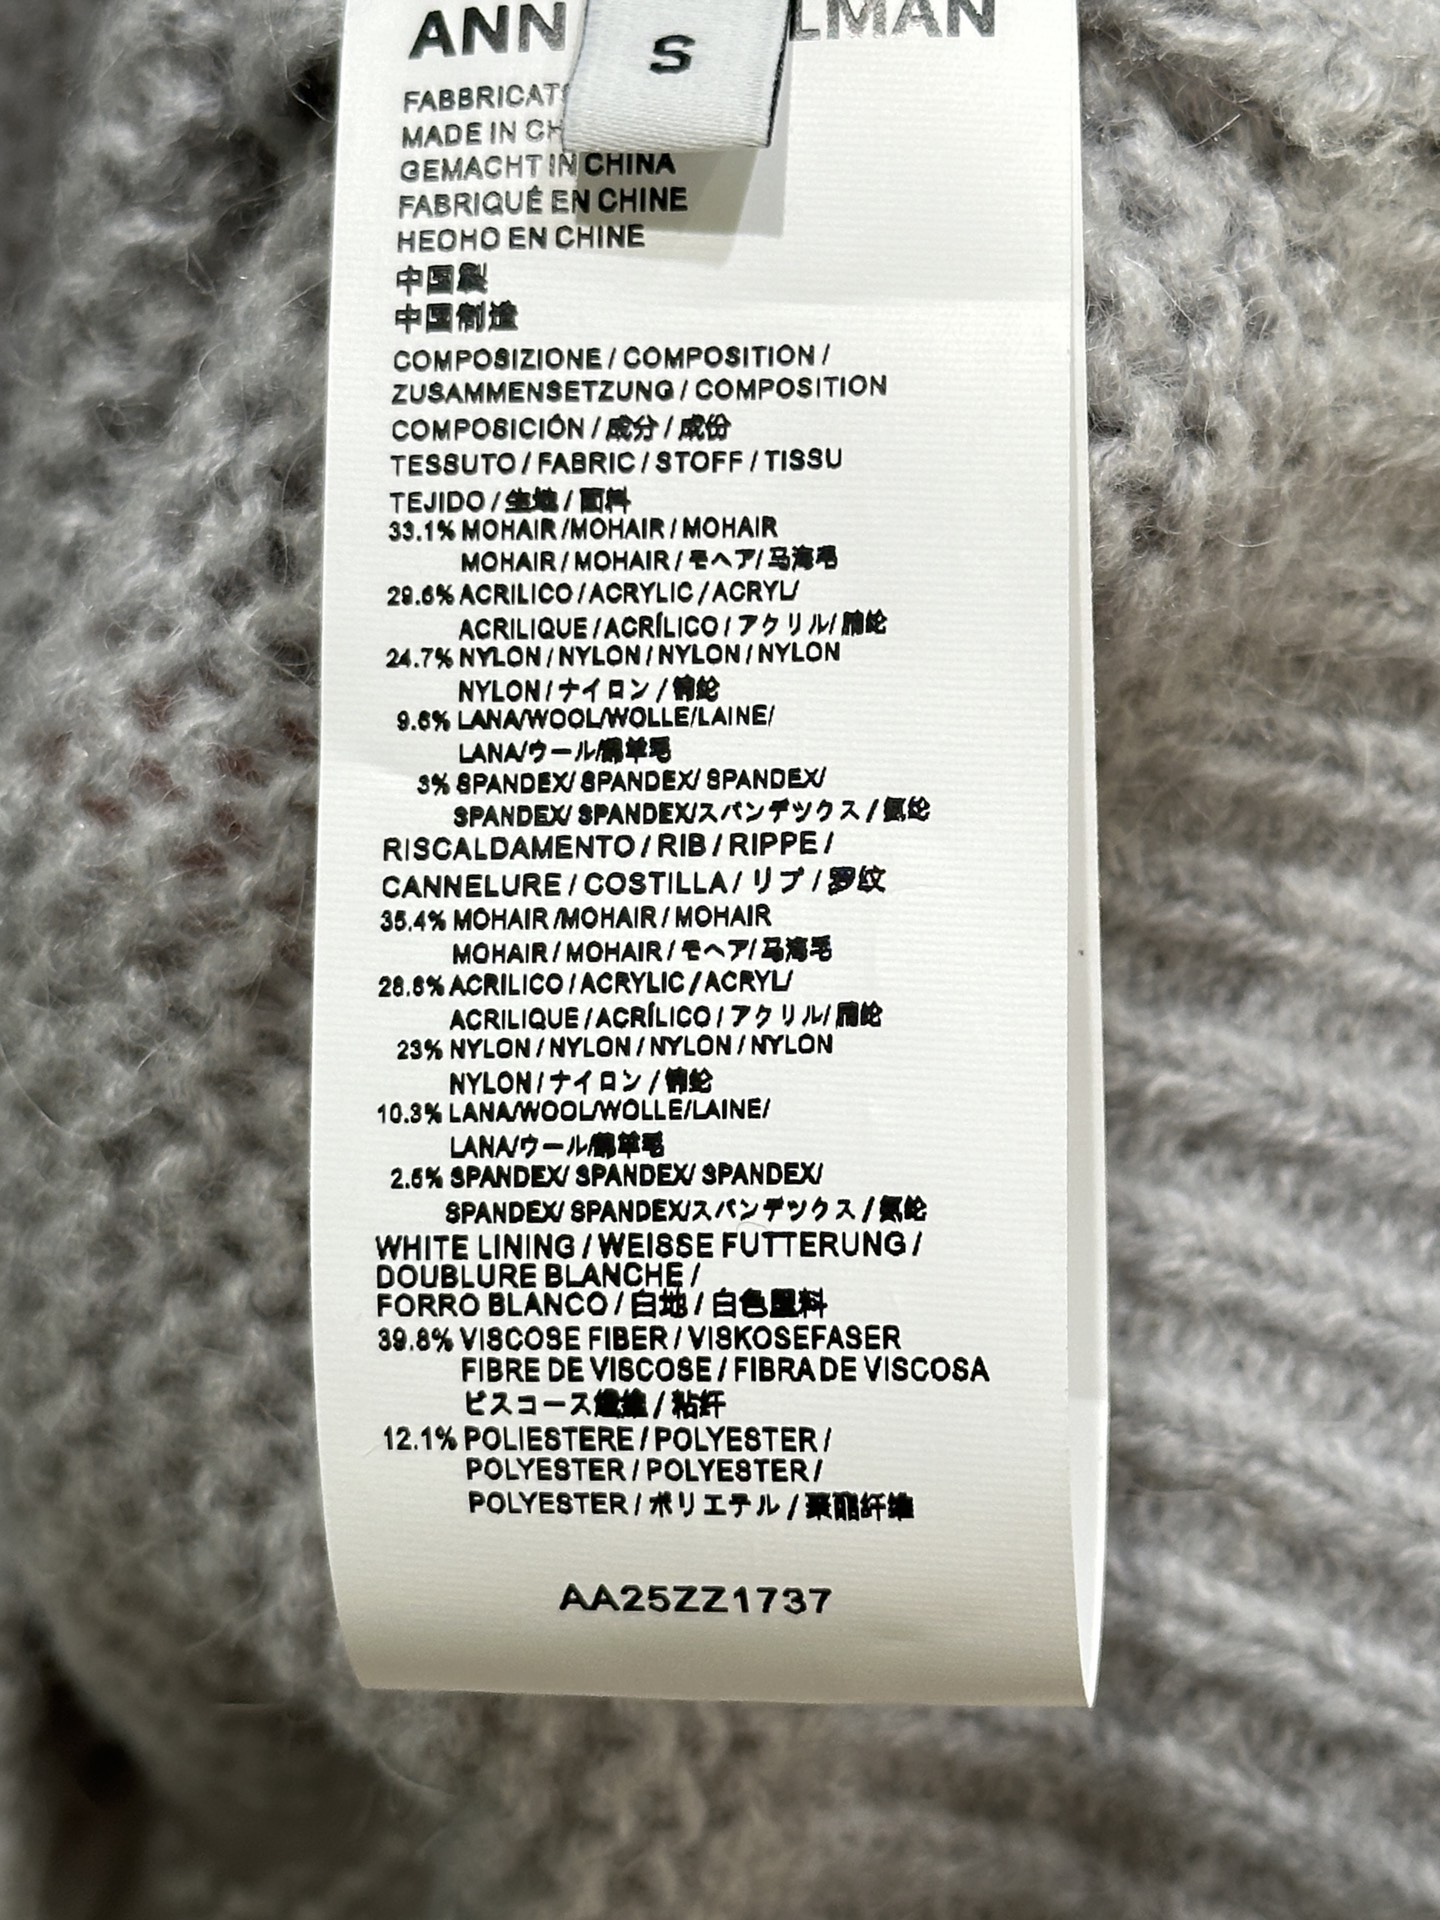 ANN LMAN
S
FABBRICAT
MADE IN CH
GEMACHT IN CHINA
FABRIQUÉ EN CHINE
HEOHO EN CHINE
中国製
中国制造
COMPOSIZIONE / COMPOSITION /
ZUSAMMENSETZUNG / COMPOSITION
COMPOSICIÓN / 成分 / 成份
TESSUTO / FABRIC / STOFF / TISSU
TEJIDO / 生地 / 面料
33.1% MOHAIR /MOHAIR / MOHAIR
MOHAIR / MOHAIR / モヘア/ 马海毛
29.6% ACRILICO / ACRYLIC / ACRYL/
ACRILIQUE / ACRÍLICO / アクリル/ 腈纶
24.7% NYLON / NYLON / NYLON / NYLON
NYLON / ナイロン / 锦纶
9.6% LANA/WOOL/WOLLE/LAINE/
LANA/ウール/绵羊毛
3% SPANDEX/ SPANDEX/ SPANDEX/
SPANDEX/ SPANDEX/スパンデックス / 氨纶
RISCALDAMENTO / RIB / RIPPE /
CANNELURE / COSTILLA / リブ / 罗纹
35.4% MOHAIR /MOHAIR / MOHAIR
MOHAIR / MOHAIR / モヘア/ 马海毛
28.8% ACRILICO / ACRYLIC / ACRYL/
ACRILIQUE / ACRÍLICO / アクリル/ 腈纶
23% NYLON / NYLON / NYLON / NYLON
NYLON / ナイロン / 锦纶
10.3% LANA/WOOL/WOLLE/LAINE/
LANA/ウール/绵羊毛
2.5% SPANDEX/ SPANDEX/ SPANDEX/
SPANDEX/ SPANDEX/スパンデックス / 氨纶
WHITE LINING / WEISSE FUTTERUNG /
DOUBLURE BLANCHE /
FORRO BLANCO / 白地 / 白色里料
39.8% VISCOSE FIBER / VISKOSEFASER
FIBRE DE VISCOSE / FIBRA DE VISCOSA
ビスコース繊維 / 粘纤
12.1% POLIESTERE / POLYESTER /
POLYESTER / POLYESTER /
POLYESTER / ポリエテル / 聚酯纤维
AA25ZZ1737